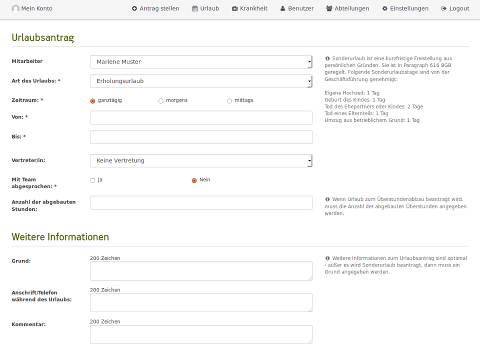 Mein Konto
Antrag stellen
Urlaub
Krankheit
Benutzer
Abteilungen
Einstellungen
Logout
Urlaubsantrag
Mitarbeiter
Marlene Muster
Art des Urlaubs: *
Erholungsurlaub
Zeitraum: *
ganztägig
morgens
mittags
Von: *
Bis: *
Sonderurlaub ist eine kurzfristige Freistellung aus
persönlichen Gründen. Sie ist in Paragraph 616 BGB
geregelt. Folgende Sonderurlaubstage sind von der
Geschäftsführung genehmigt:
Eigene Hochzeit: 1 Tag
Geburt des Kindes: 1 Tag
Tod des Ehepartners oder Kindes: 2 Tage
Tod eines Elternteils: 1 Tag
Umzug aus betrieblichem Grund: 1 Tag
Vertreter/in:
Keine Vertretung
Mit Team
abgesprochen: *
Ja
Nein
Anzahl der abgebauten
Stunden:
Wenn Urlaub zum Überstundenabbau beantragt wird,
muss die Anzahl der abgebauten Überstunden angegeben
werden.
Weitere Informationen
Grund:
200 Zeichen
Weitere Informationen zum Urlaubsantrag sind optional
- außer es wird Sonderurlaub beantragt, dann muss ein
Grund angegeben werden.
Anschrift/Telefon
während des Urlaubs:
200 Zeichen
Kommentar:
200 Zeichen